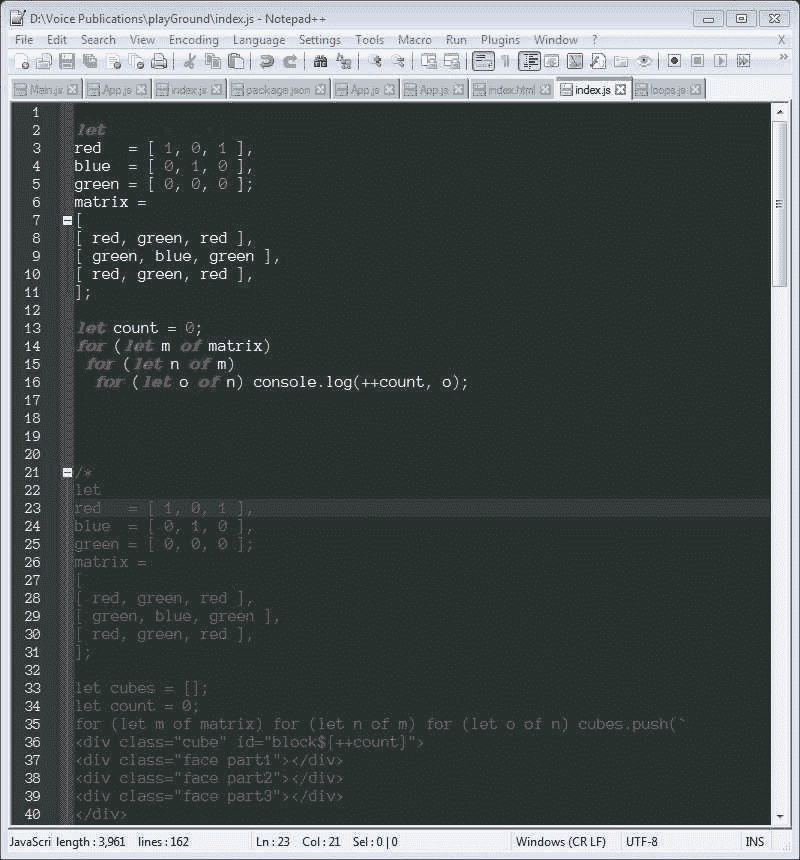 D:\Voice Publications\playGround\index.js - Notepad++
File Edit Search View Encoding Language Settings Tools Macro Run Plugins Window ? X
Main.js App.js index.js package.json App.js App.js index.html index.js loops.js
1
2 let
3 red   = [ 1, 0, 1 ],
4 blue  = [ 0, 1, 0 ],
5 green = [ 0, 0, 0 ];
6 matrix =
7 [
8 [ red, green, red ],
9 [ green, blue, green ],
10 [ red, green, red ],
11 ];
12
13 let count = 0;
14 for (let m of matrix)
15  for (let n of m)
16   for (let o of n) console.log(++count, o);
17
18
19
20
21 /*
22 let
23 red   = [ 1, 0, 1 ],
24 blue  = [ 0, 1, 0 ],
25 green = [ 0, 0, 0 ];
26 matrix =
27 [
28 [ red, green, red ],
29 [ green, blue, green ],
30 [ red, green, red ],
31 ];
32
33 let cubes = [];
34 let count = 0;
35 for (let m of matrix) for (let n of m) for (let o of n) cubes.push(`
36 <div class="cube" id="block${++count}">
37 <div class="face part1"></div>
38 <div class="face part2"></div>
39 <div class="face part3"></div>
40 </div>
JavaScri length : 3,961 lines : 162 Ln : 23 Col : 21 Sel : 0 | 0 Windows (CR LF) UTF-8 INS